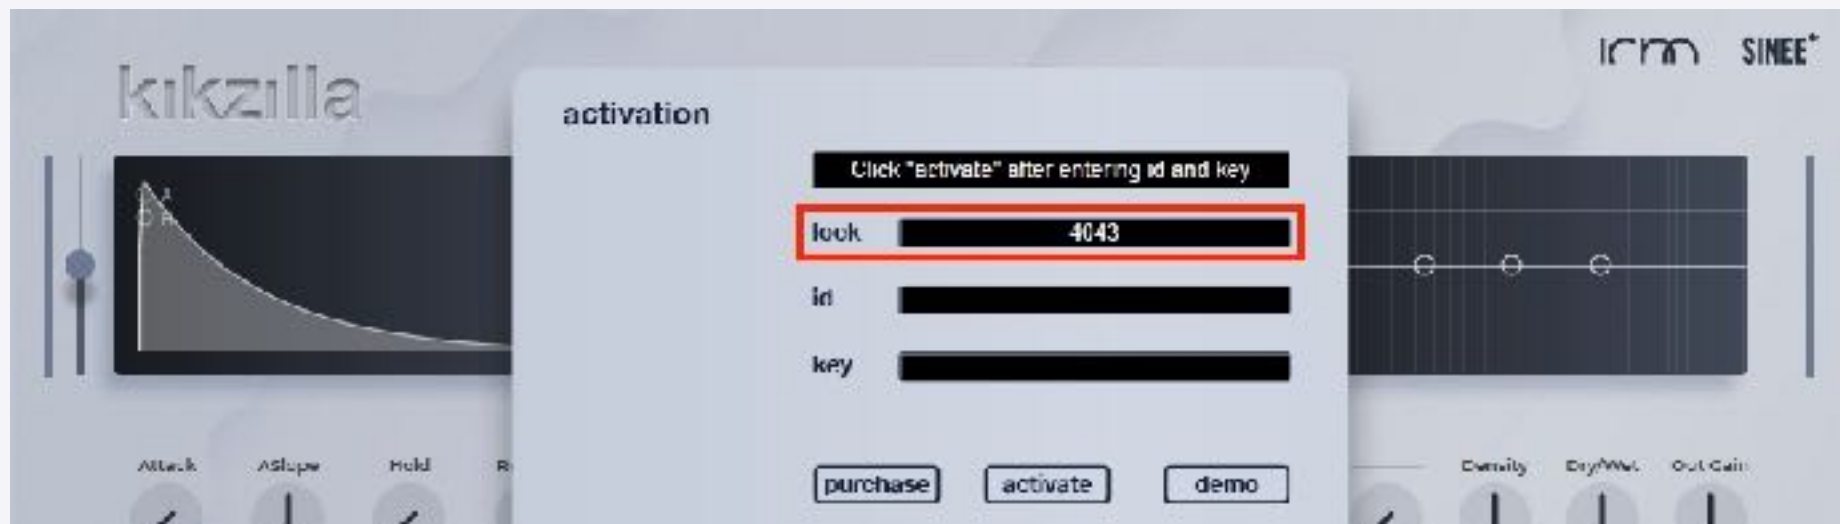 ICM SINEE+
kikzilla
activation
Click "activate" after entering id and key
lock 4043
id
key
Attack ASlope Hold R
Density Dry/Wet Out Gain
purchase activate demo